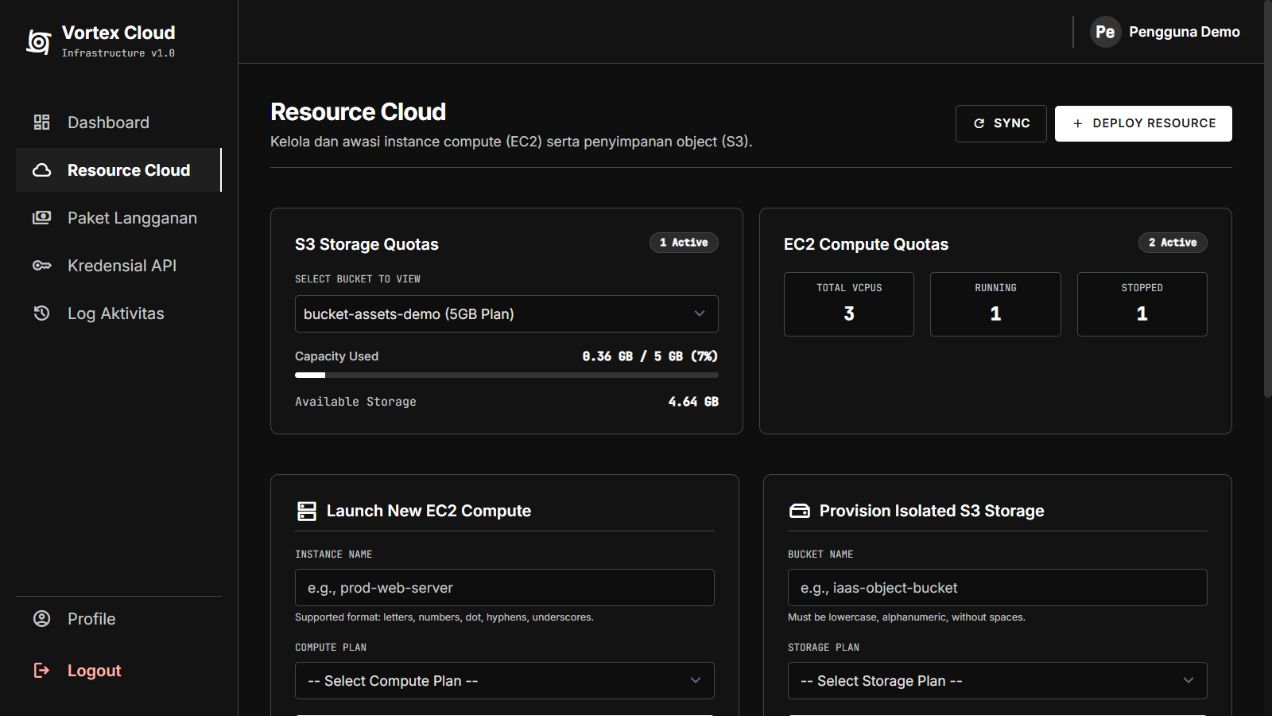 Vortex Cloud
Infrastructure v1.0
Pe
Pengguna Demo
Dashboard
Resource Cloud
Paket Langganan
Kredensial API
Log Aktivitas
Profile
Logout
Resource Cloud
Kelola dan awasi instance compute (EC2) serta penyimpanan object (S3).
SYNC
+ DEPLOY RESOURCE
S3 Storage Quotas
1 Active
SELECT BUCKET TO VIEW
bucket-assets-demo (5GB Plan)
Capacity Used
0.36 GB / 5 GB (7%)
Available Storage
4.64 GB
EC2 Compute Quotas
2 Active
TOTAL VCPUS
3
RUNNING
1
STOPPED
1
Launch New EC2 Compute
INSTANCE NAME
e.g., prod-web-server
Supported format: letters, numbers, dot, hyphens, underscores.
COMPUTE PLAN
-- Select Compute Plan --
Provision Isolated S3 Storage
BUCKET NAME
e.g., iaas-object-bucket
Must be lowercase, alphanumeric, without spaces.
STORAGE PLAN
-- Select Storage Plan --